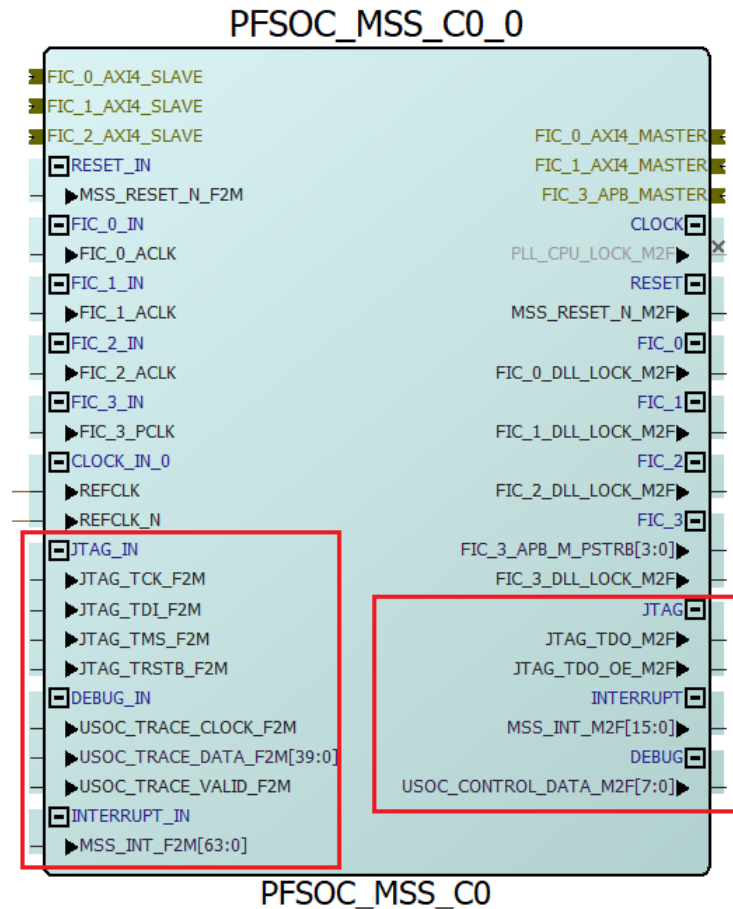 PFSOC_MSS_C0_0
FIC_0_AXI4_SLAVE
FIC_1_AXI4_SLAVE
FIC_2_AXI4_SLAVE
RESET_IN
MSS_RESET_N_F2M
FIC_0_IN
FIC_0_ACLK
FIC_1_IN
FIC_1_ACLK
FIC_2_IN
FIC_2_ACLK
FIC_3_IN
FIC_3_PCLK
CLOCK_IN_0
REFCLK
REFCLK_N
JTAG_IN
JTAG_TCK_F2M
JTAG_TDI_F2M
JTAG_TMS_F2M
JTAG_TRSTB_F2M
DEBUG_IN
USOC_TRACE_CLOCK_F2M
USOC_TRACE_DATA_F2M[39:0]
USOC_TRACE_VALID_F2M
INTERRUPT_IN
MSS_INT_F2M[63:0]
FIC_0_AXI4_MASTER
FIC_1_AXI4_MASTER
FIC_3_APB_MASTER
CLOCK
PLL_CPU_LOCK_M2F
RESET
MSS_RESET_N_M2F
FIC_0
FIC_0_DLL_LOCK_M2F
FIC_1
FIC_1_DLL_LOCK_M2F
FIC_2
FIC_2_DLL_LOCK_M2F
FIC_3
FIC_3_APB_M_PSTRB[3:0]
FIC_3_DLL_LOCK_M2F
JTAG
JTAG_TDO_M2F
JTAG_TDO_OE_M2F
INTERRUPT
MSS_INT_M2F[15:0]
DEBUG
USOC_CONTROL_DATA_M2F[7:0]
PFSOC_MSS_C0